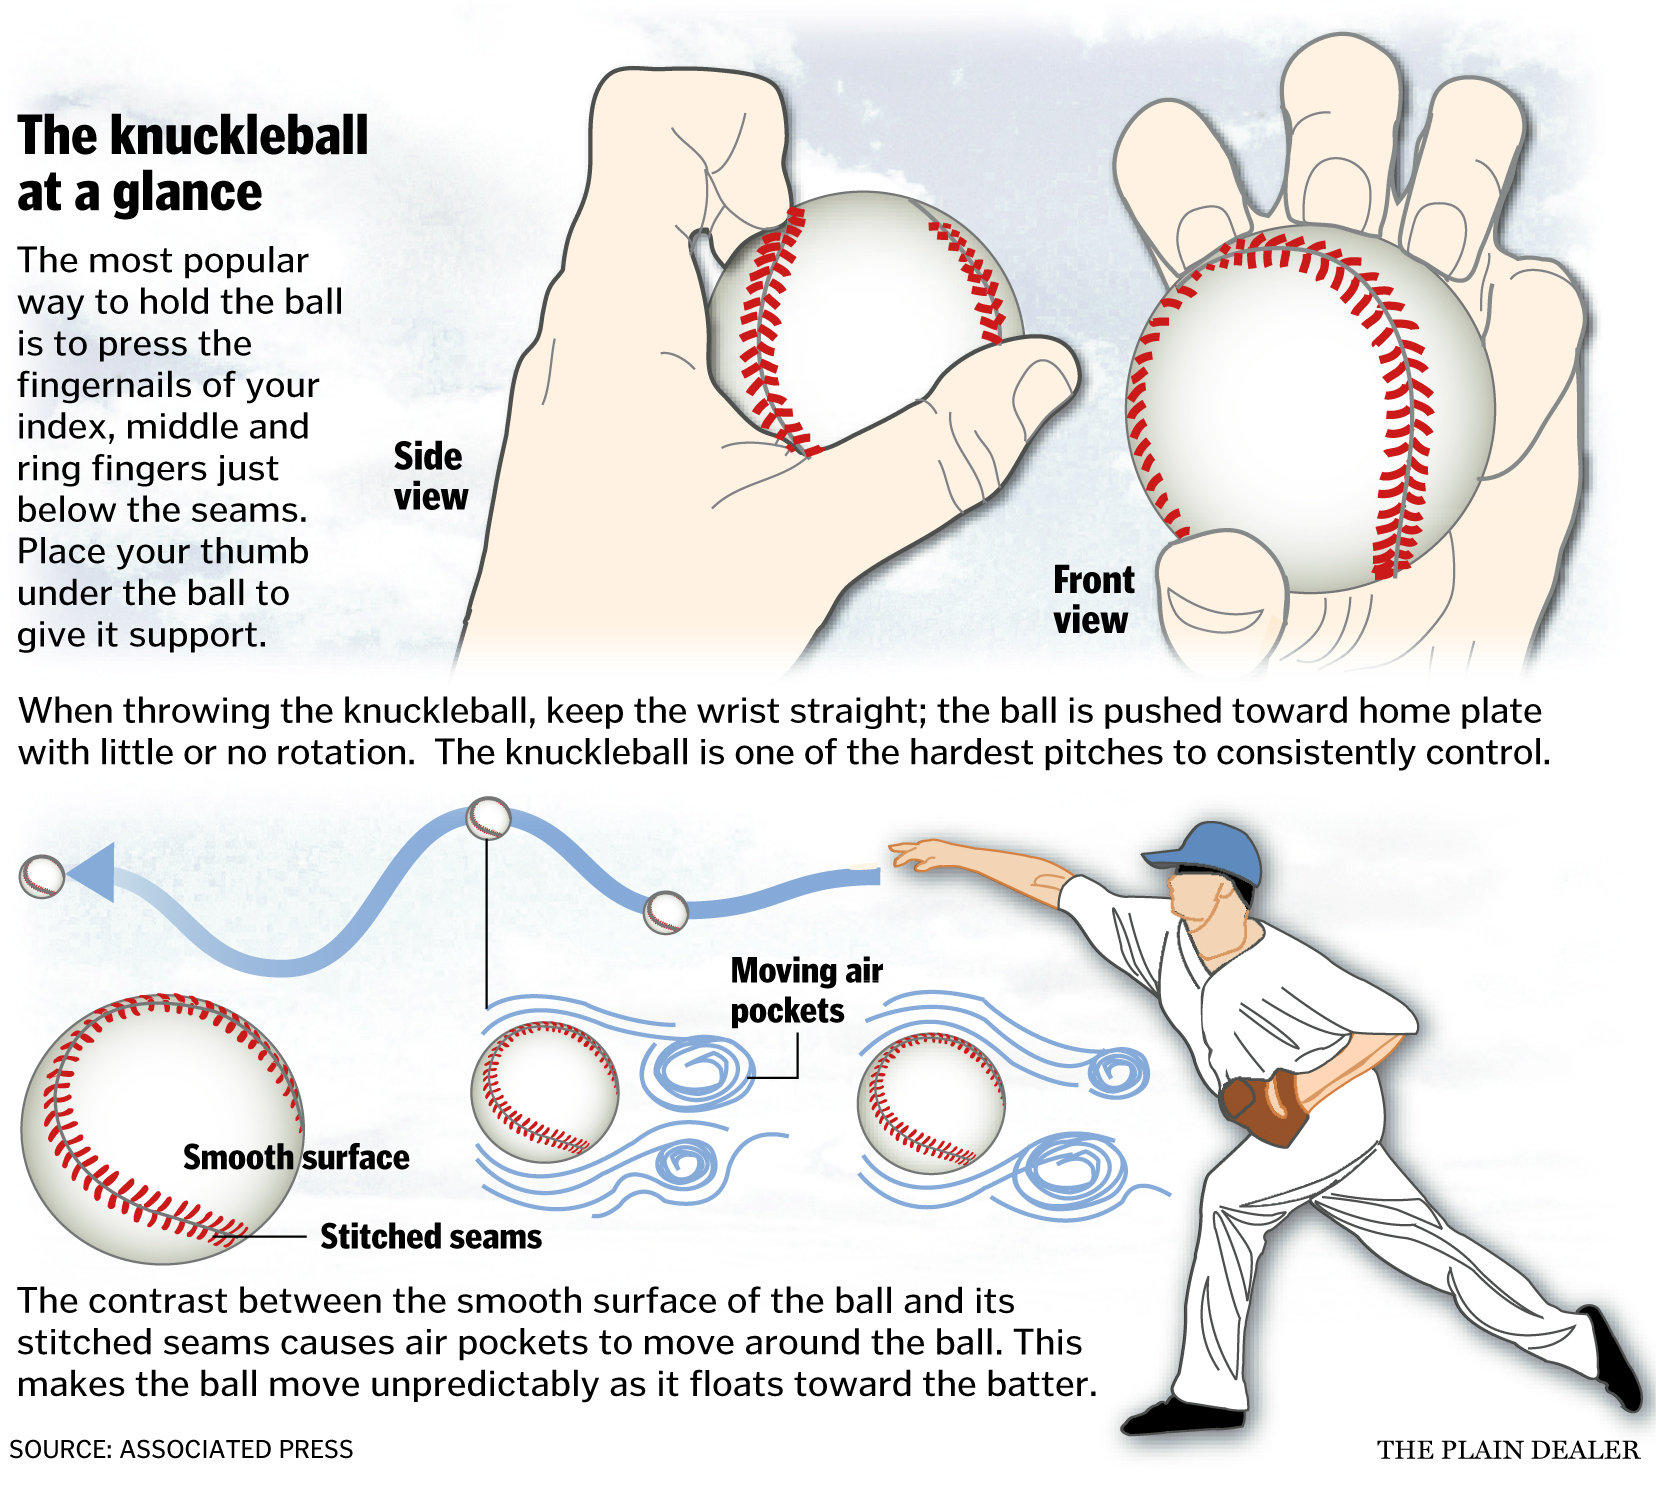 The knuckleball
at a glance
The most popular
way to hold the ball
is to press the
fingernails of your
index, middle and
ring fingers just
below the seams.
Place your thumb
under the ball to
give it support.
Side
view
Front
view
When throwing the knuckleball, keep the wrist straight; the ball is pushed toward home plate
with little or no rotation.  The knuckleball is one of the hardest pitches to consistently control.
Moving air
pockets
Smooth surface
Stitched seams
The contrast between the smooth surface of the ball and its
stitched seams causes air pockets to move around the ball. This
makes the ball move unpredictably as it floats toward the batter.
SOURCE: ASSOCIATED PRESS
THE PLAIN DEALER